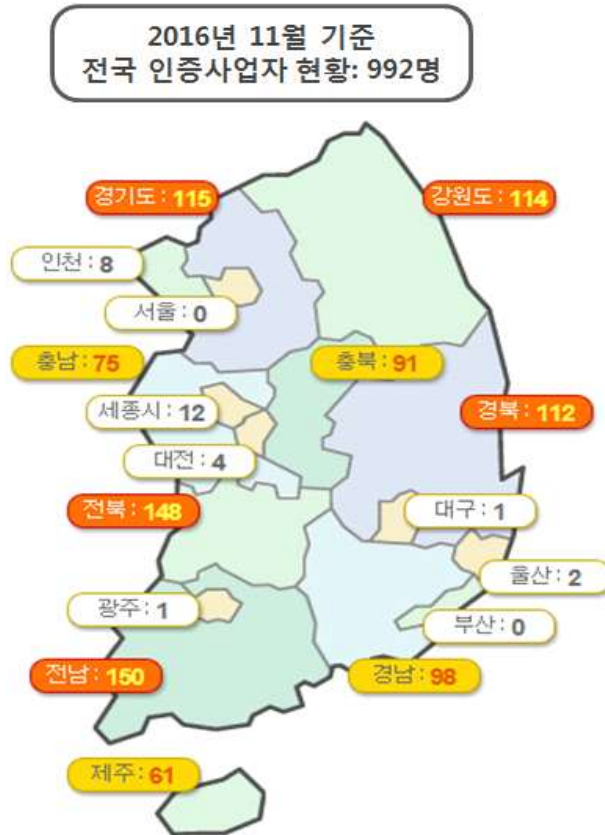 2016년 11월 기준
전국 인증사업자 현황: 992명
경기도 : 115
강원도 : 114
인천 : 8
서울 : 0
충남 : 75
충북 : 91
세종시 : 12
경북 : 112
대전 : 4
전북 : 148
대구 : 1
울산 : 2
광주 : 1
부산 : 0
전남 : 150
경남 : 98
제주 : 61